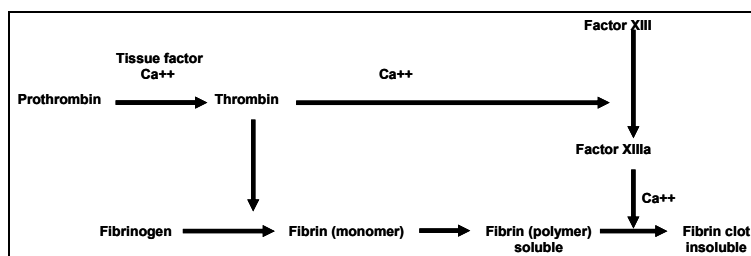 Factor XIII
Tissue factor
Ca++
Ca++
Prothrombin
Thrombin
Factor XIIIa
Ca++
Fibrinogen
Fibrin (monomer)
Fibrin (polymer)
soluble
Fibrin clot
insoluble